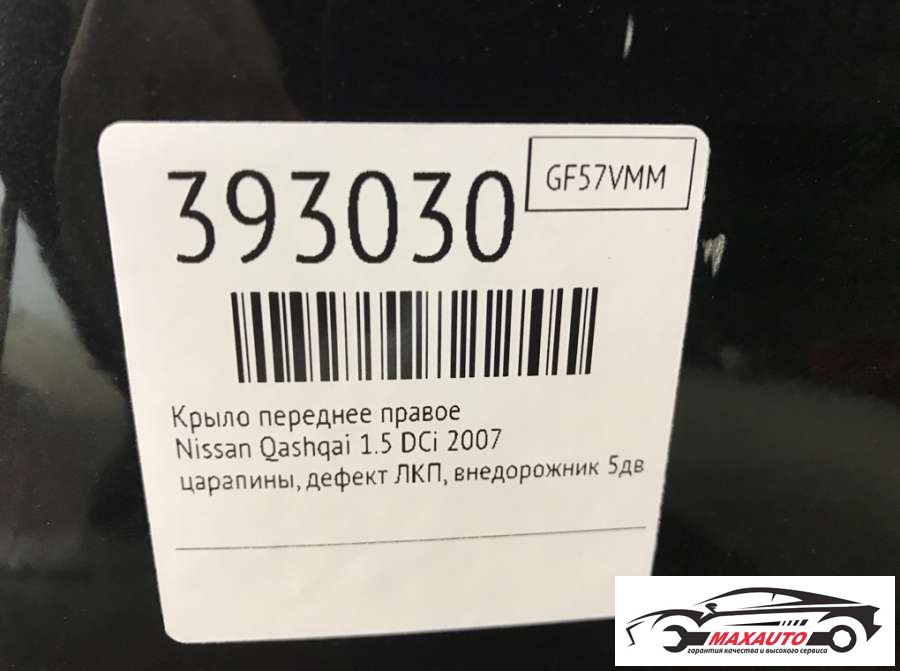 393030
GF57VMM
Крыло переднее правое
Nissan Qashqai 1.5 DCi 2007
царапины, дефект ЛКП, внедорожник 5дв
MAXAUTO
гарантия качества и высокого сервиса